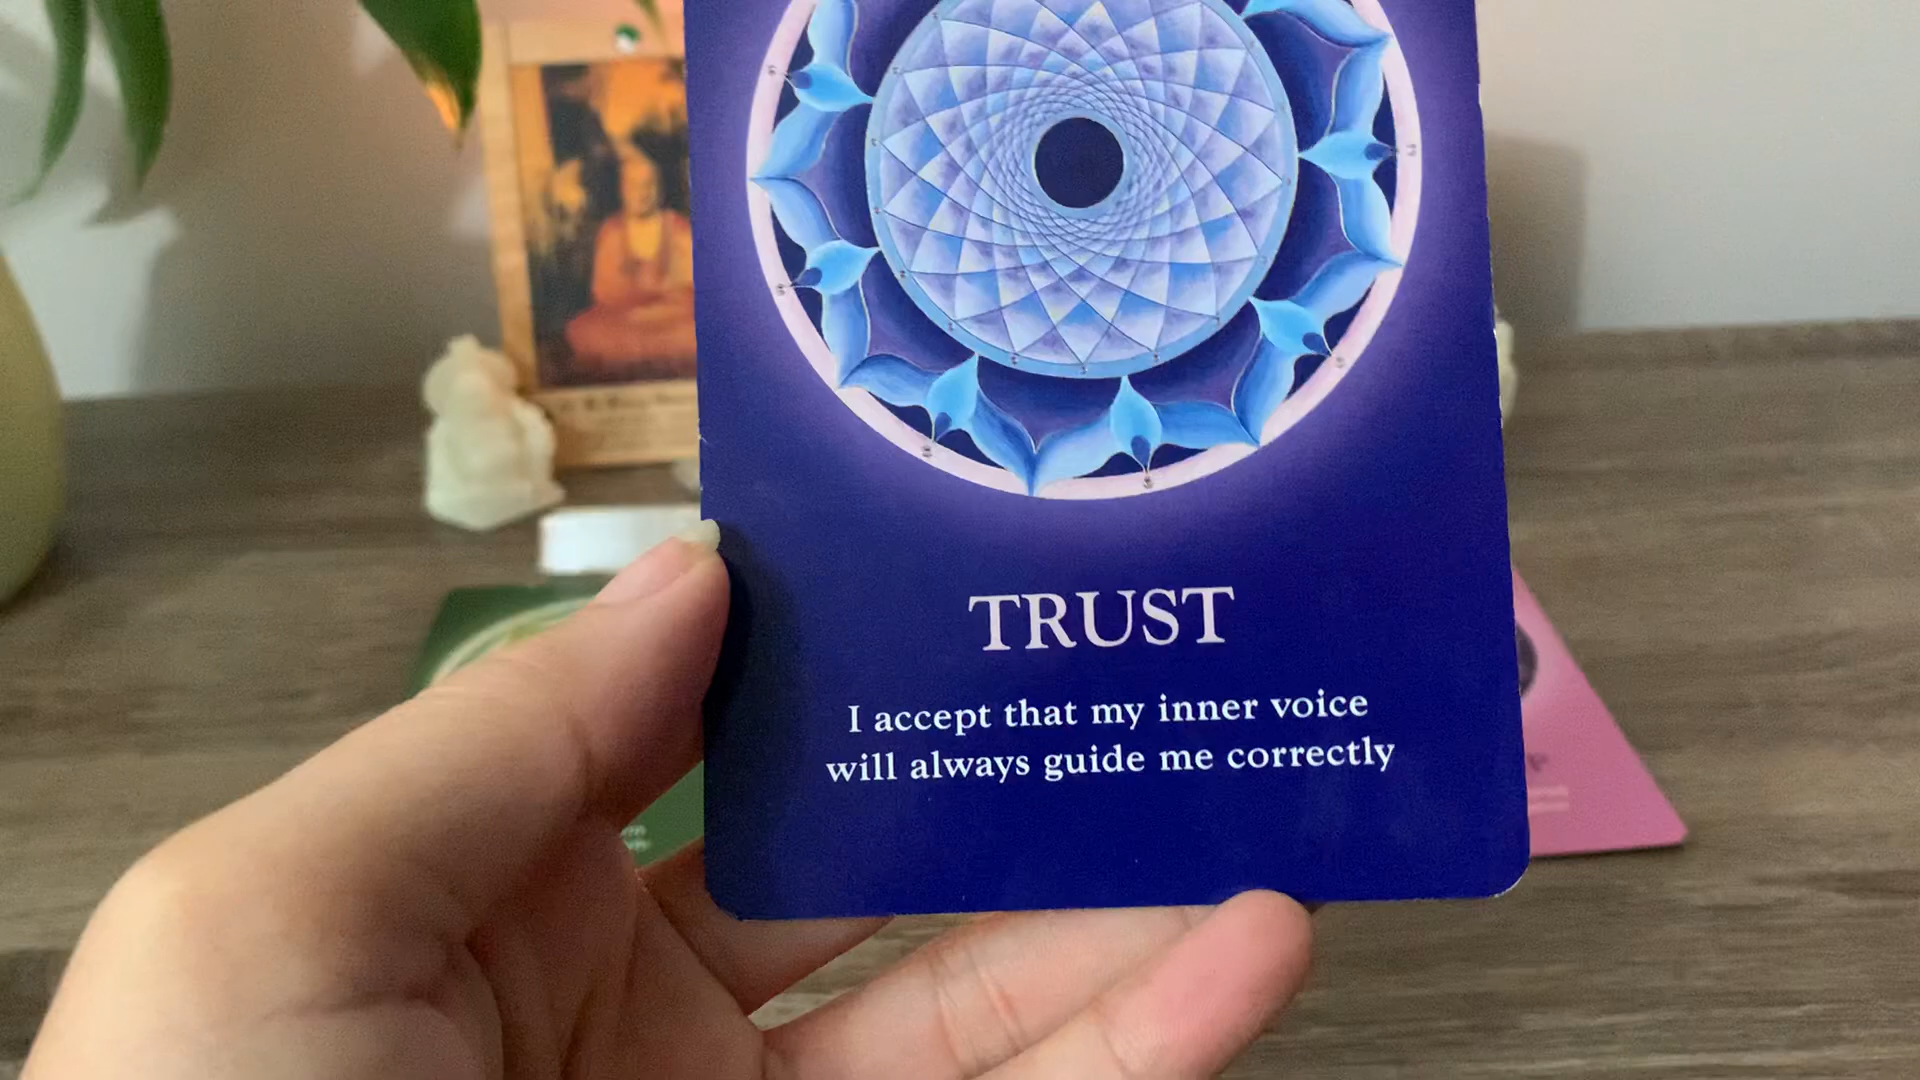 TRUST
I accept that my inner voice
will always guide me correctly